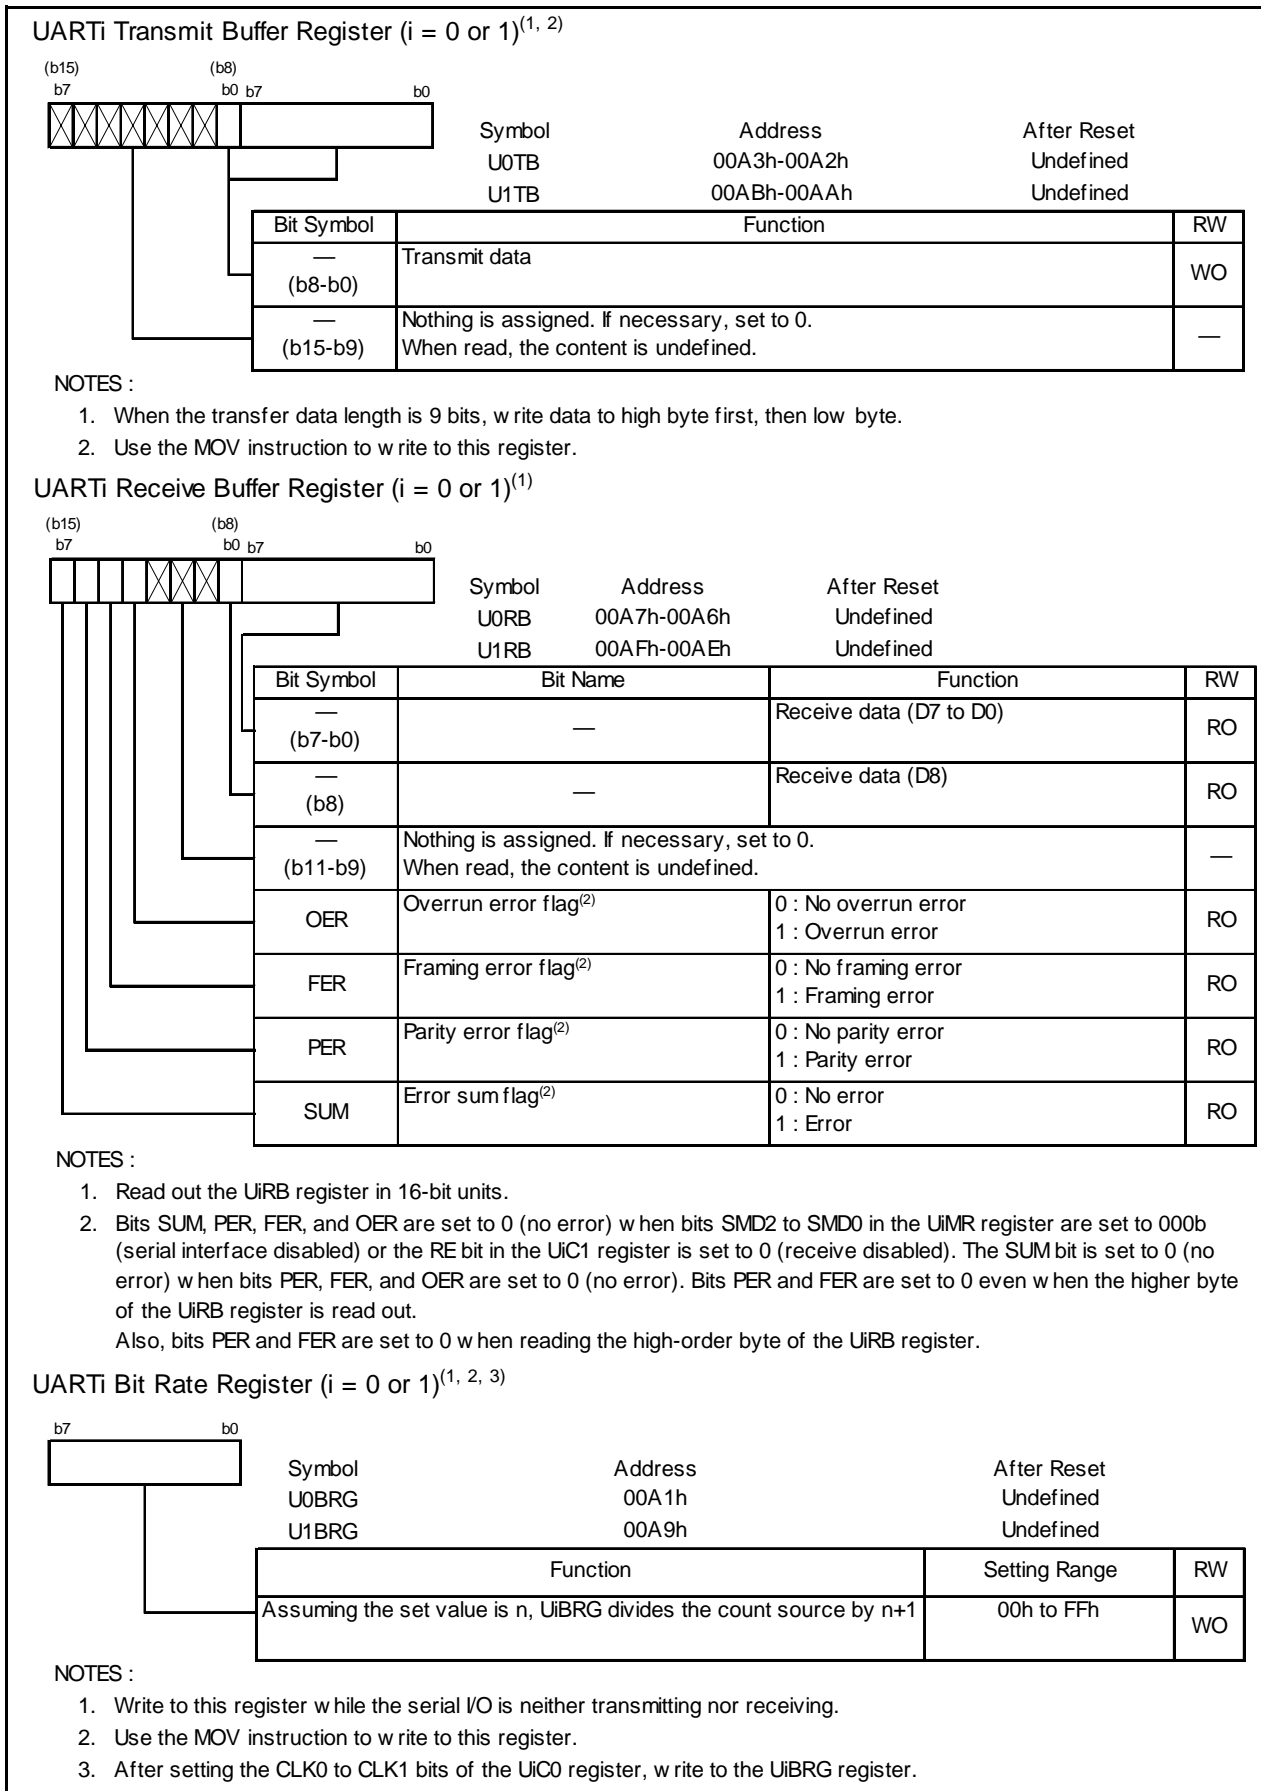 UARTi Transmit Buffer Register (i = 0 or 1)(1, 2)
(b15) (b8)
b7 b0 b7 b0
Symbol Address After Reset
U0TB 00A3h-00A2h Undefined
U1TB 00ABh-00AAh Undefined
Bit Symbol Function RW
— Transmit data
(b8-b0) WO
— Nothing is assigned. If necessary, set to 0.
(b15-b9) When read, the content is undefined. —
NOTES :
1. When the transfer data length is 9 bits, write data to high byte first, then low byte.
2. Use the MOV instruction to write to this register.
UARTi Receive Buffer Register (i = 0 or 1)(1)
(b15) (b8)
b7 b0 b7 b0
Symbol Address After Reset
U0RB 00A7h-00A6h Undefined
U1RB 00AFh-00AEh Undefined
Bit Symbol Bit Name Function RW
— Receive data (D7 to D0)
(b7-b0) — RO
— Receive data (D8)
(b8) — RO
— Nothing is assigned. If necessary, set to 0.
(b11-b9) When read, the content is undefined. —
OER Overrun error flag(2) 0 : No overrun error RO
1 : Overrun error
FER Framing error flag(2) 0 : No framing error RO
1 : Framing error
PER Parity error flag(2) 0 : No parity error RO
1 : Parity error
SUM Error sum flag(2) 0 : No error RO
1 : Error
NOTES :
1. Read out the UiRB register in 16-bit units.
2. Bits SUM, PER, FER, and OER are set to 0 (no error) when bits SMD2 to SMD0 in the UiMR register are set to 000b
(serial interface disabled) or the RE bit in the UiC1 register is set to 0 (receive disabled). The SUM bit is set to 0 (no
error) when bits PER, FER, and OER are set to 0 (no error). Bits PER and FER are set to 0 even when the higher byte
of the UiRB register is read out.
Also, bits PER and FER are set to 0 when reading the high-order byte of the UiRB register.
UARTi Bit Rate Register (i = 0 or 1)(1, 2, 3)
b7 b0
Symbol Address After Reset
U0BRG 00A1h Undefined
U1BRG 00A9h Undefined
Function Setting Range RW
Assuming the set value is n, UiBRG divides the count source by n+1 00h to FFh WO
NOTES :
1. Write to this register while the serial I/O is neither transmitting nor receiving.
2. Use the MOV instruction to write to this register.
3. After setting the CLK0 to CLK1 bits of the UiC0 register, write to the UiBRG register.